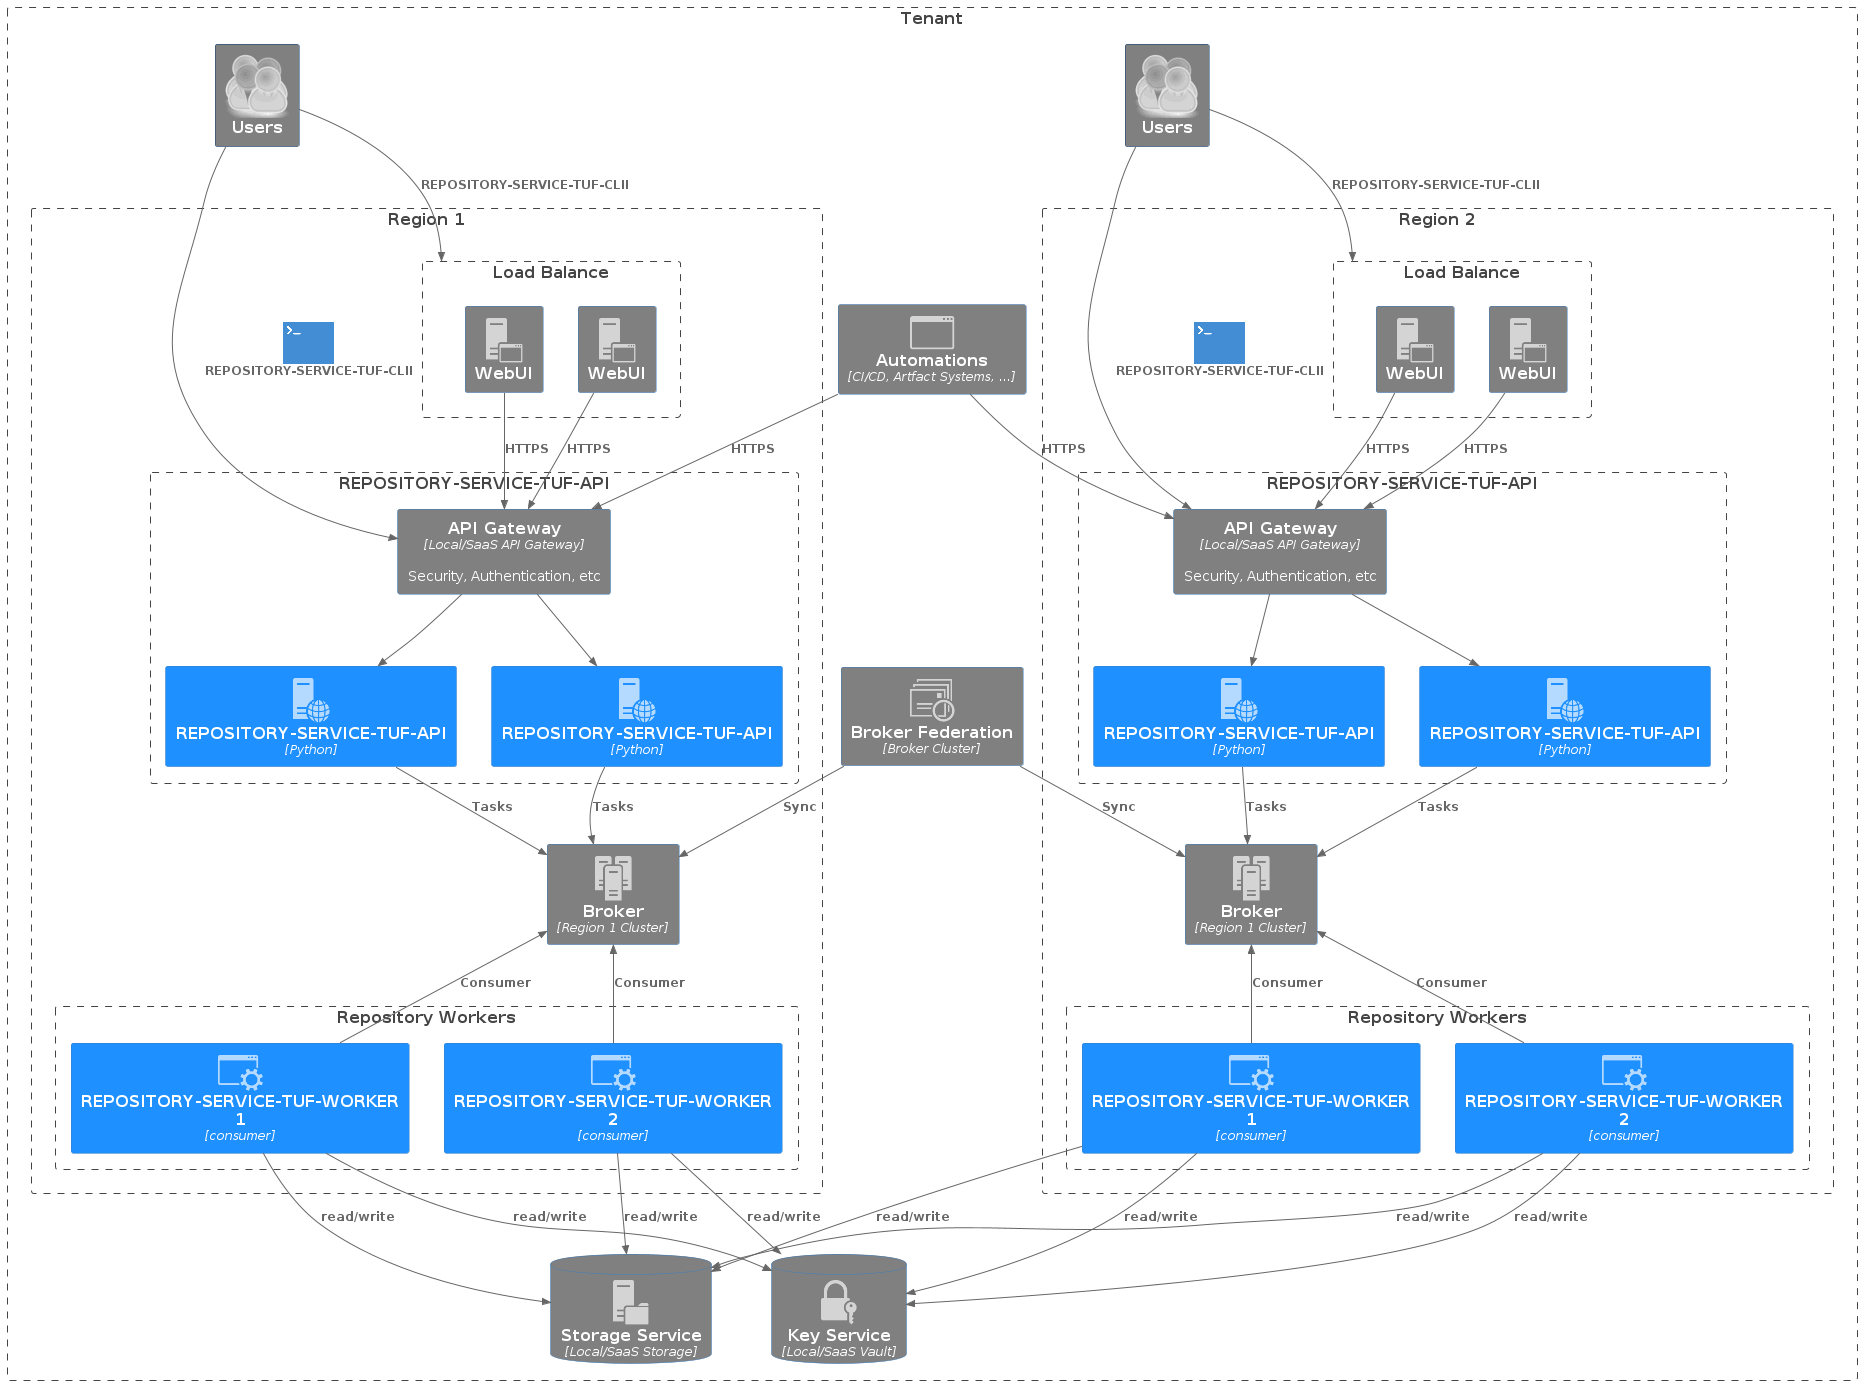 Tenant
Users
Users
REPOSITORY-SERVICE-TUF-CLII
REPOSITORY-SERVICE-TUF-CLII
Region 1
Region 2
Load Balance
Load Balance
>_
REPOSITORY-SERVICE-TUF-CLII
WebUI
WebUI
Automations
[CI/CD, Artfact Systems, ...]
>_
REPOSITORY-SERVICE-TUF-CLII
WebUI
WebUI
HTTPS
HTTPS
HTTPS
HTTPS
HTTPS
HTTPS
REPOSITORY-SERVICE-TUF-API
REPOSITORY-SERVICE-TUF-API
API Gateway
[Local/SaaS API Gateway]
Security, Authentication, etc
API Gateway
[Local/SaaS API Gateway]
Security, Authentication, etc
REPOSITORY-SERVICE-TUF-API
[Python]
REPOSITORY-SERVICE-TUF-API
[Python]
Broker Federation
[Broker Cluster]
REPOSITORY-SERVICE-TUF-API
[Python]
REPOSITORY-SERVICE-TUF-API
[Python]
Tasks
Tasks
Sync
Sync
Tasks
Tasks
Broker
[Region 1 Cluster]
Broker
[Region 1 Cluster]
Consumer
Consumer
Consumer
Consumer
Repository Workers
Repository Workers
REPOSITORY-SERVICE-TUF-WORKER
1
[consumer]
REPOSITORY-SERVICE-TUF-WORKER
2
[consumer]
REPOSITORY-SERVICE-TUF-WORKER
1
[consumer]
REPOSITORY-SERVICE-TUF-WORKER
2
[consumer]
read/write
read/write
read/write
read/write
read/write
read/write
read/write
read/write
Storage Service
[Local/SaaS Storage]
Key Service
[Local/SaaS Vault]